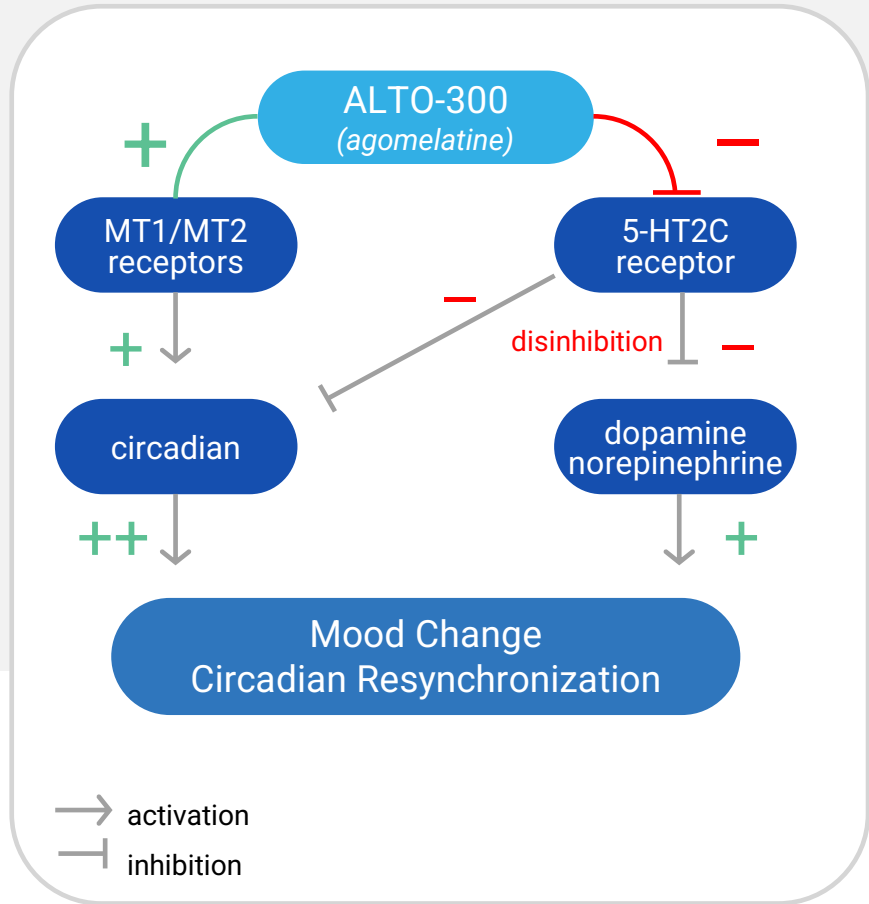 ALTO-300
(agomelatine)
+
−
MT1/MT2
receptors
5-HT2C
receptor
−
+
disinhibition
−
circadian
dopamine
norepinephrine
++
+
Mood Change
Circadian Resynchronization
activation
inhibition